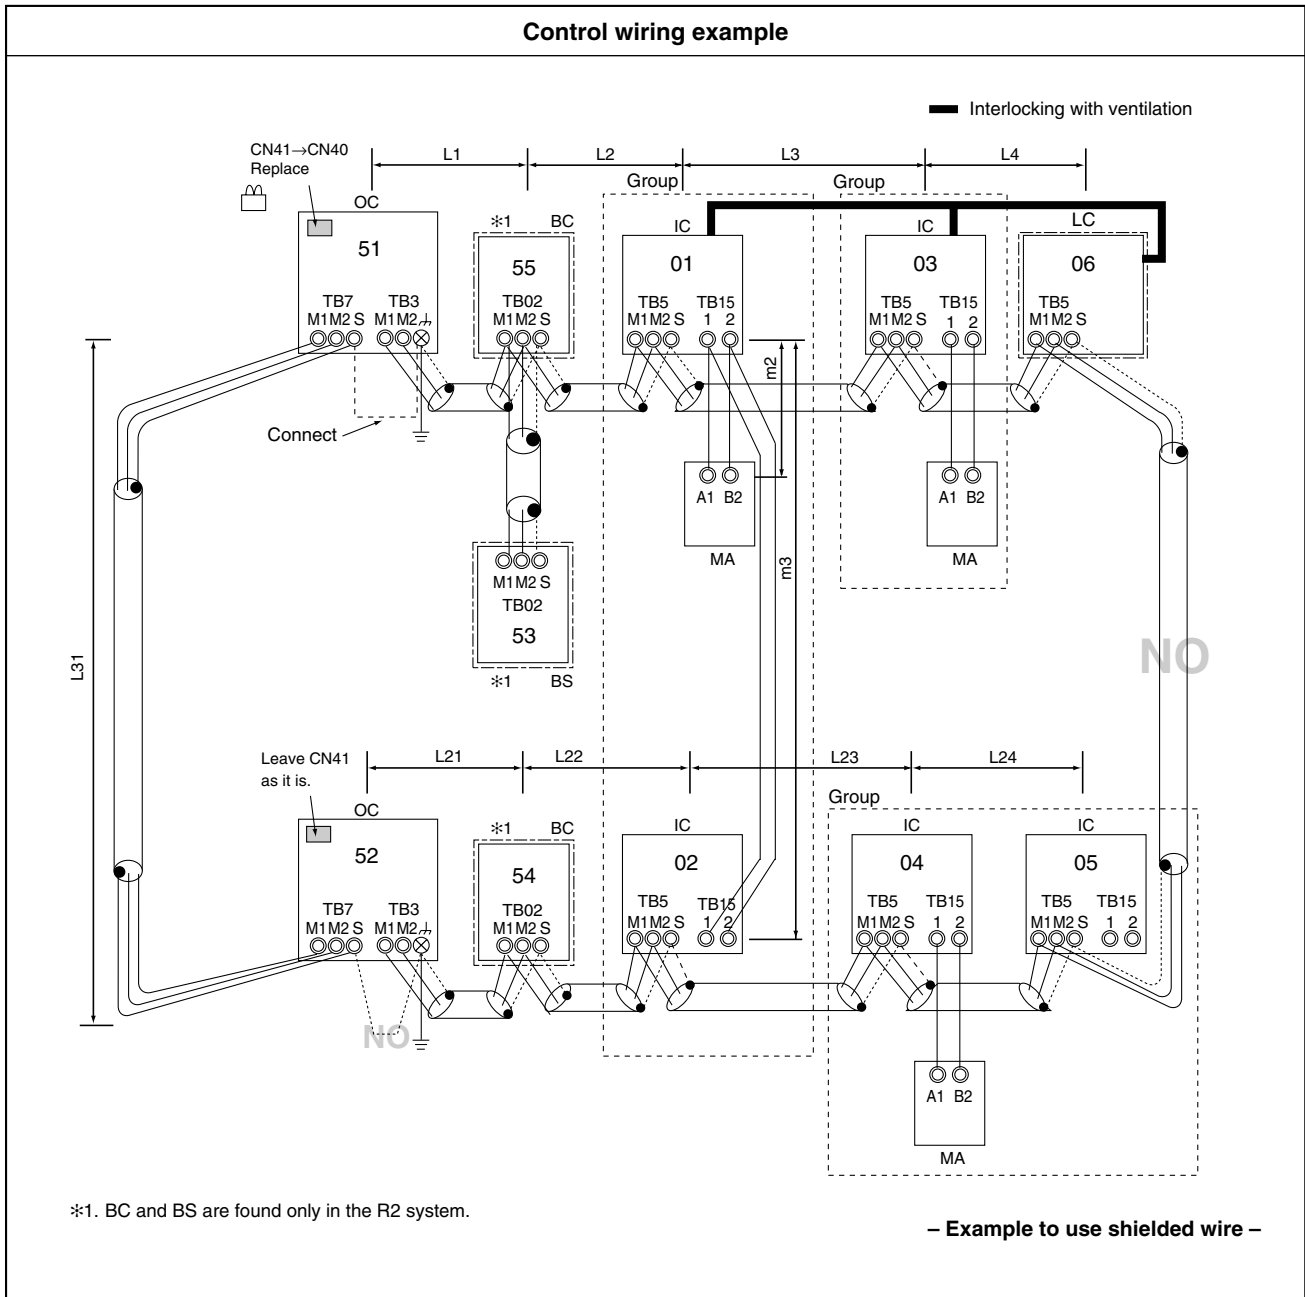 Control wiring example
Interlocking with ventilation
CN41→CN40
Replace
L1
L2
L3
L4
Group
Group
OC
✻1 BC
IC
IC
LC
51
55
01
03
06
TB7 TB3
M1 M2 S M1 M2
TB02
M1 M2 S
TB5 TB15
M1 M2 S 1 2
TB5 TB15
M1 M2 S 1 2
TB5
M1 M2 S
m2
Connect
A1 B2
MA
A1 B2
MA
m3
M1 M2 S
TB02
53
✻1 BS
L31
NO
Leave CN41
as it is.
L21
L22
L23
L24
Group
OC
✻1 BC
IC
IC
IC
52
54
02
04
05
TB7 TB3
M1 M2 S M1 M2
TB02
M1 M2 S
TB5 TB15
M1 M2 S 1 2
TB5 TB15
M1 M2 S 1 2
TB5 TB15
M1 M2 S 1 2
NO
A1 B2
MA
✻1. BC and BS are found only in the R2 system.
– Example to use shielded wire –